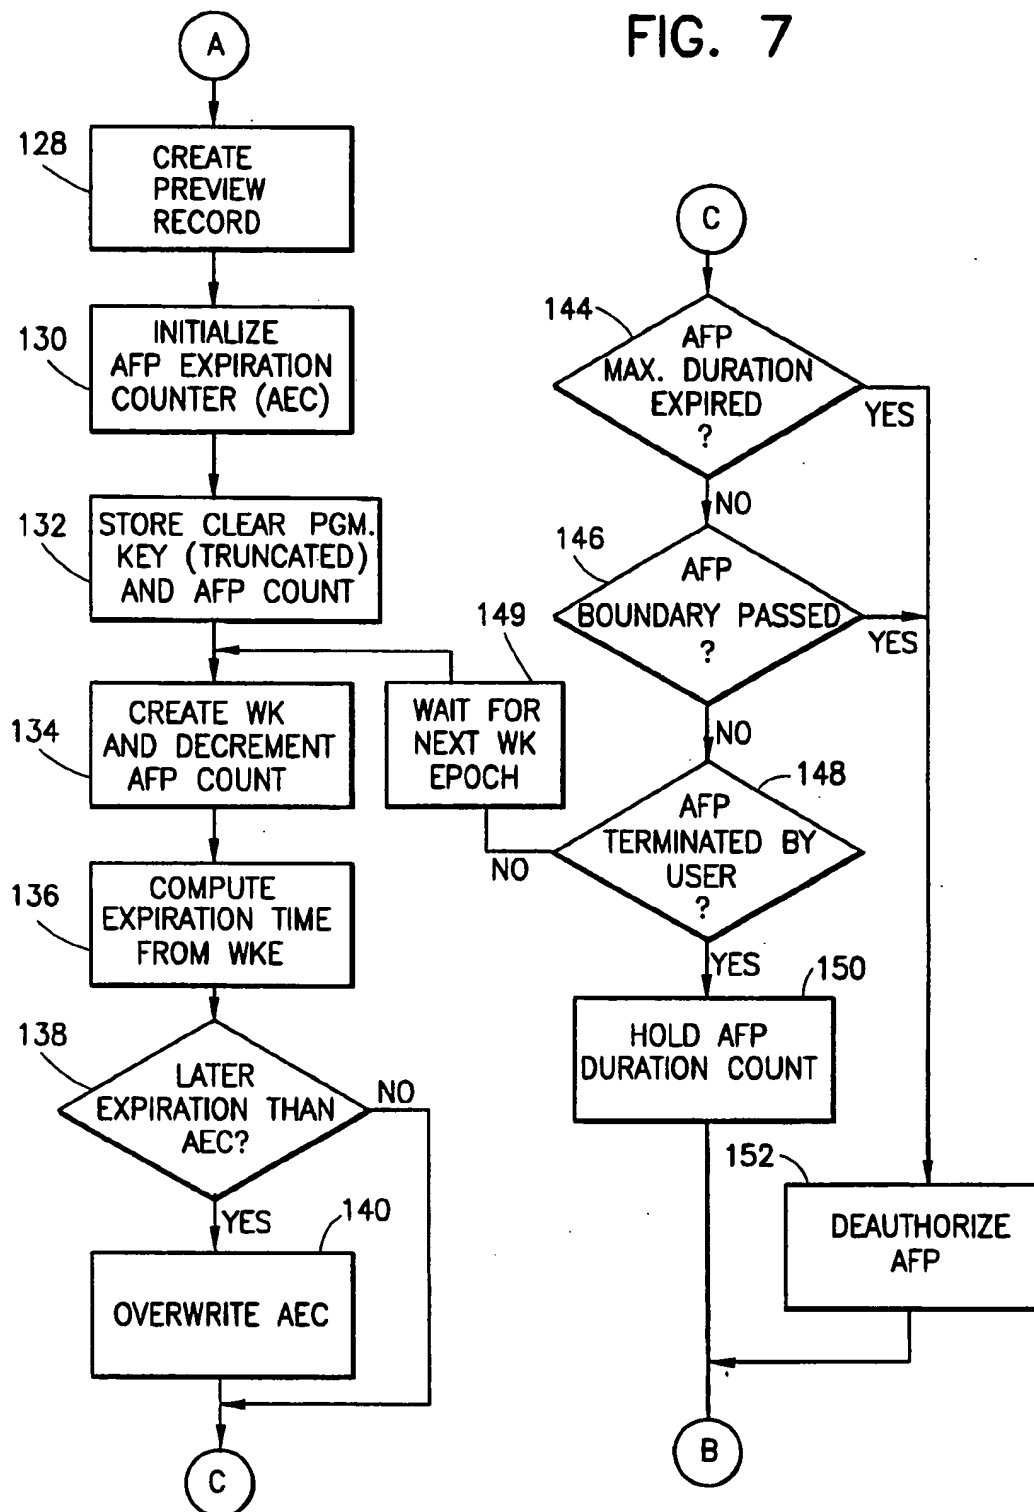 FIG. 7
A
128
CREATE
PREVIEW
RECORD
130
INITIALIZE
AFP EXPIRATION
COUNTER (AEC)
132
STORE CLEAR PGM.
KEY (TRUNCATED)
AND AFP COUNT
134
CREATE WK
AND DECREMENT
AFP COUNT
149
WAIT FOR
NEXT WK
EPOCH
136
COMPUTE
EXPIRATION TIME
FROM WKE
138
LATER
EXPIRATION THAN
AEC?
NO
YES
140
OVERWRITE AEC
C
C
144
AFP
MAX. DURATION
EXPIRED
?
YES
NO
146
AFP
BOUNDARY PASSED
?
YES
NO
148
AFP
TERMINATED BY
USER
?
NO
YES
150
HOLD AFP
DURATION COUNT
152
DEAUTHORIZE
AFP
B